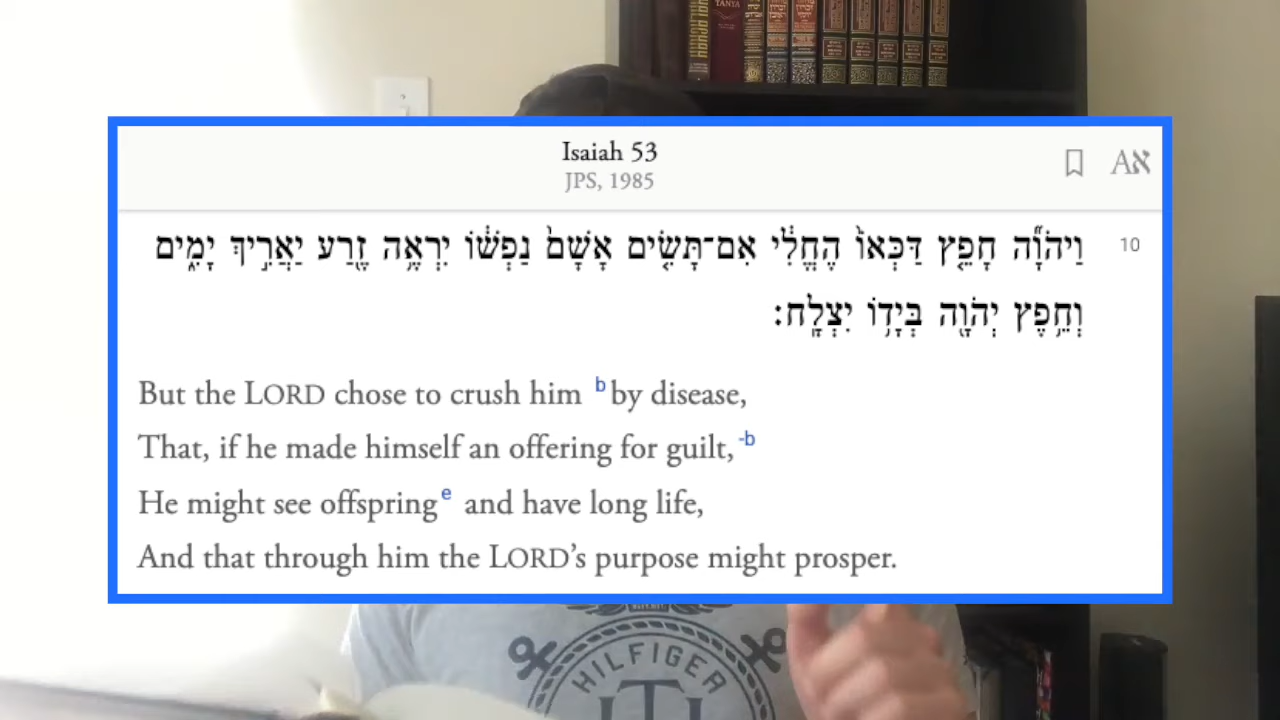 TANYA
Isaiah 53
JPS, 1985
10
וַיהֹוָ֞ה חָפֵ֤ץ דַּכְּאוֹ֙ הֶֽחֱלִ֔י אִם־תָּשִׂ֤ים אָשָׁם֙ נַפְשׁ֔וֹ יִרְאֶ֥ה זֶ֖רַע יַאֲרִ֣יךְ יָמִ֑ים
וְחֵ֥פֶץ יְהֹוָ֖ה בְּיָד֥וֹ יִצְלָֽח׃
But the LORD chose to crush him b by disease,
That, if he made himself an offering for guilt, -b
He might see offspring e and have long life,
And that through him the LORD’s purpose might prosper.
HILFIGER